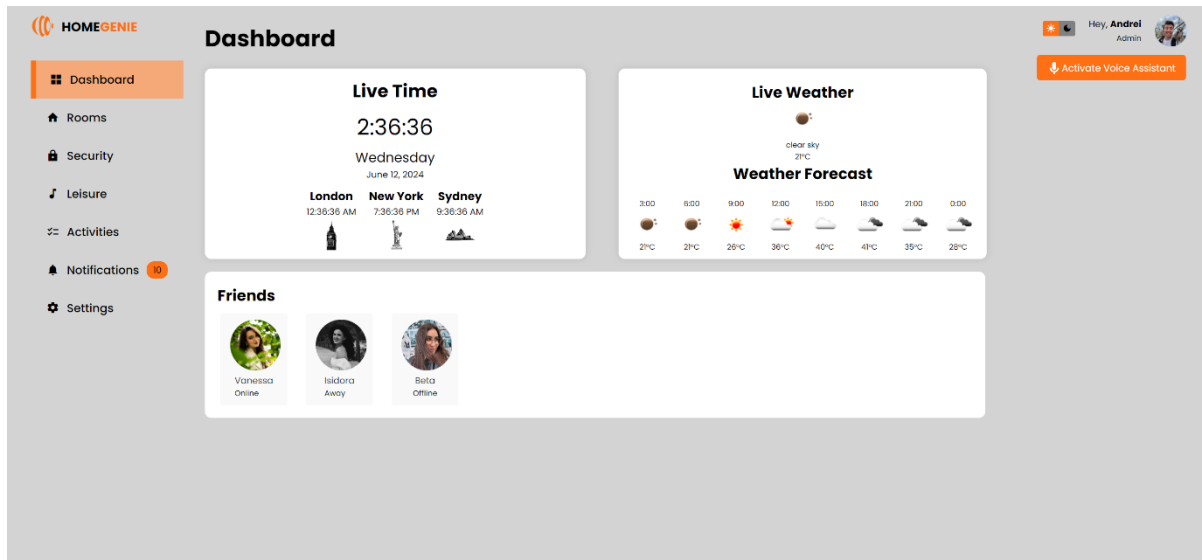 HOMEGENIE
Dashboard
Rooms
Security
Leisure
Activities
Notifications 10
Settings
Dashboard
Live Time
2:36:36
Wednesday
June 12, 2024
London New York Sydney
12:36:36 AM 7:36:36 PM 9:36:36 AM
Live Weather
clear sky
21°C
Weather Forecast
3:00 6:00 9:00 12:00 15:00 18:00 21:00 0:00
21°C 21°C 26°C 36°C 40°C 41°C 35°C 28°C
Friends
Vanessa Isidora Beta
Online Away Offline
Hey, Andrei
Admin
Activate Voice Assistant